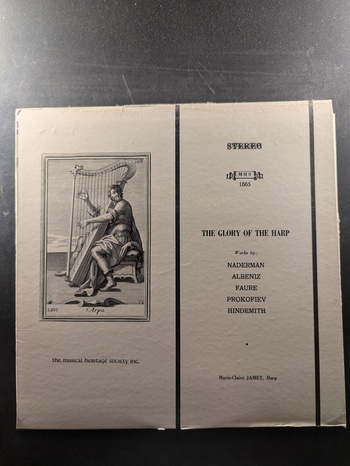 LXVI
? Arpa
the musical heritage society inc.
STEREO
MHS
1665
THE GLORY OF THE HARP
Works by:
NADERMAN
ALBENIZ
FAURE
PROKOFIEV
HINDEMITH
Marie-Claire JAMET, Harp